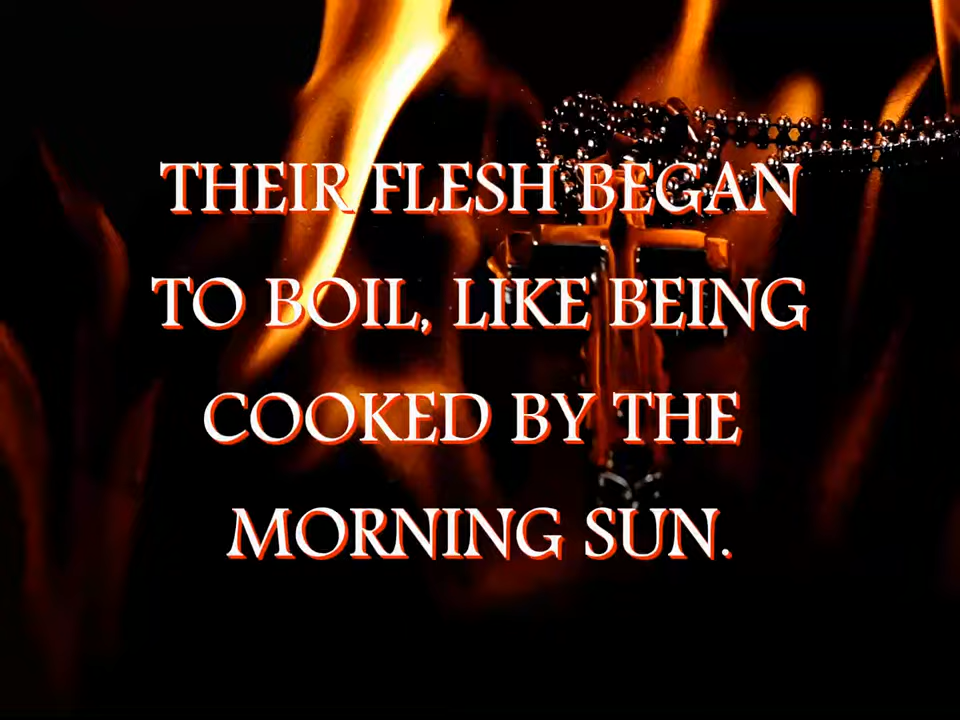 THEIR FLESH BEGAN
TO BOIL, LIKE BEING
COOKED BY THE
MORNING SUN.